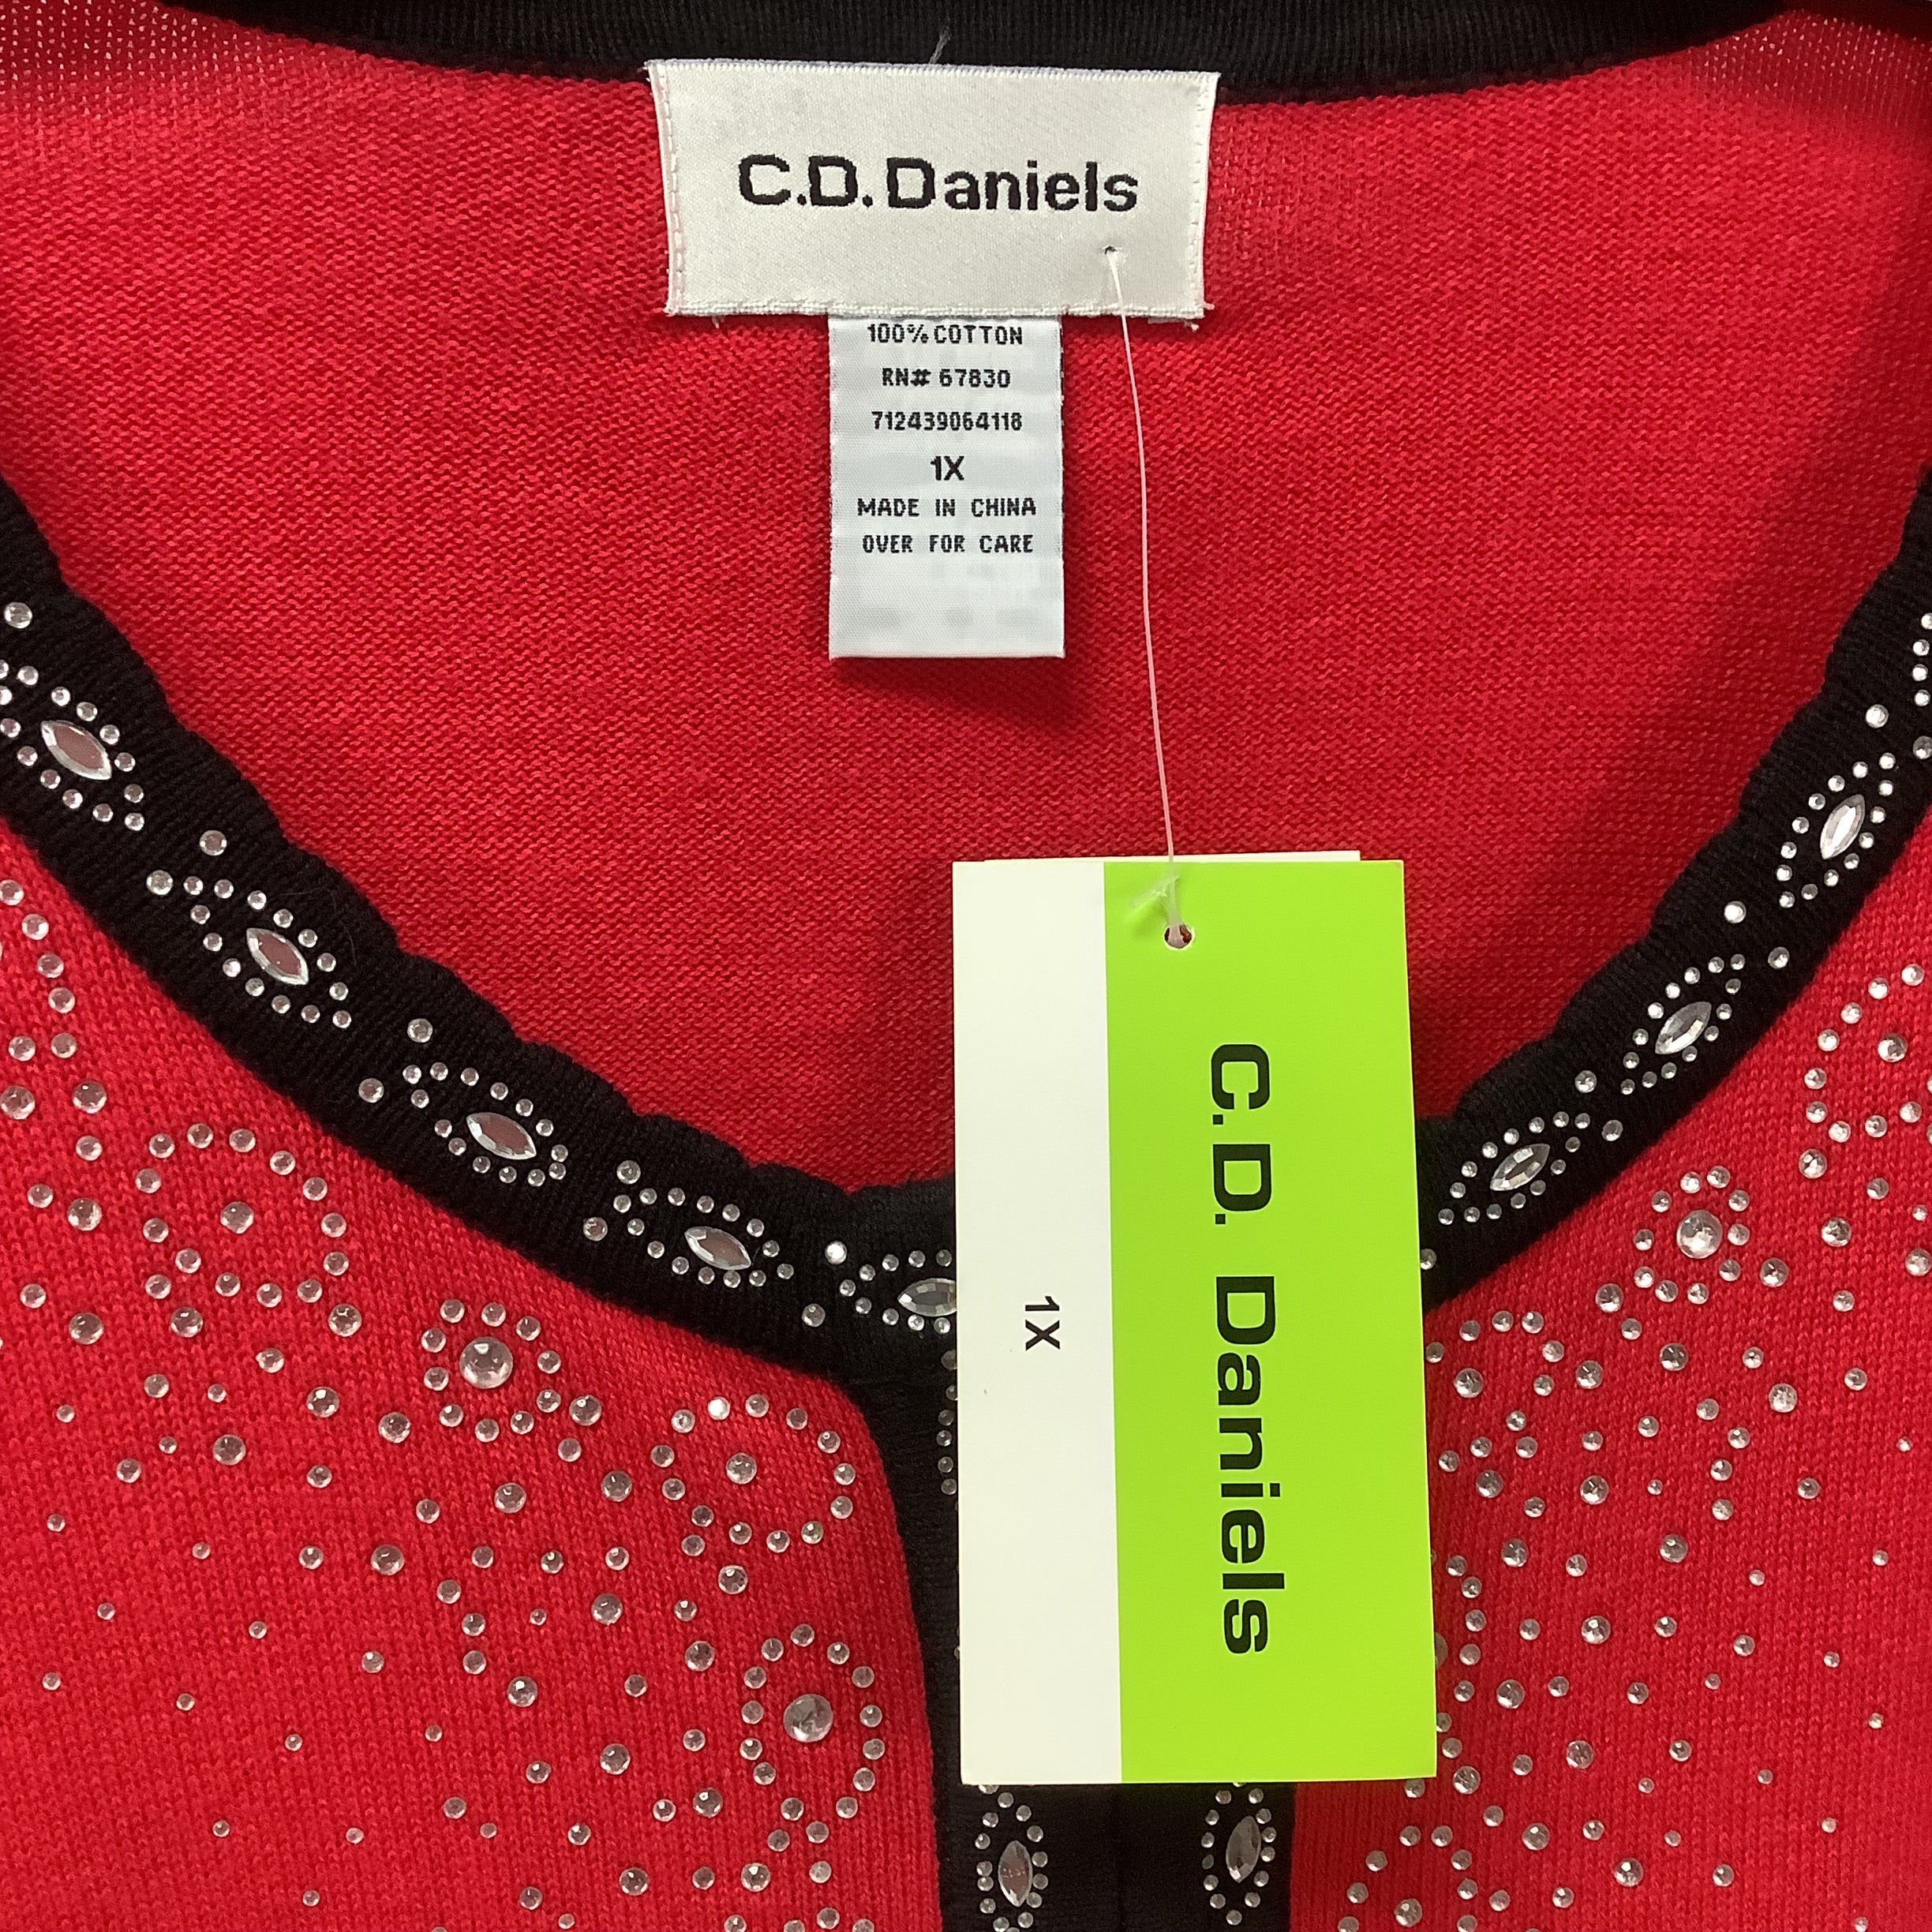 C.D. Daniels
100% COTTON
RN# 67830
712439064118
1X
MADE IN CHINA
OVER FOR CARE
C.D. Daniels
1X